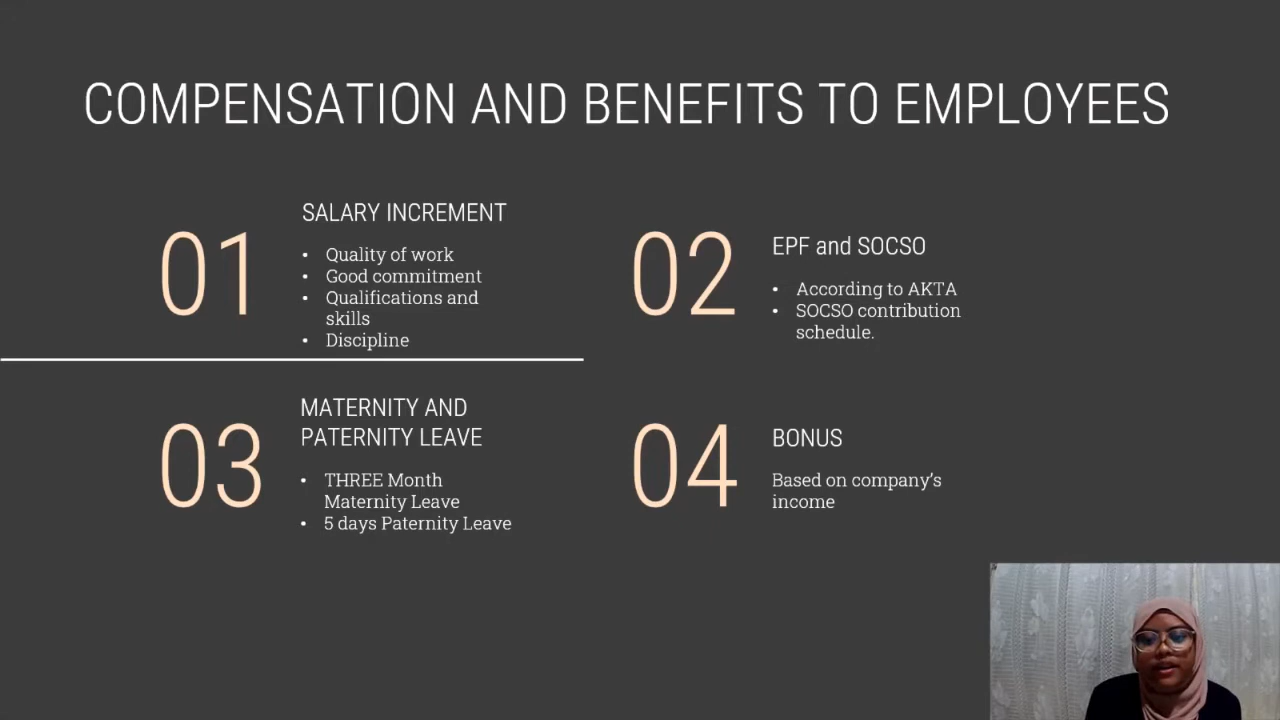 COMPENSATION AND BENEFITS TO EMPLOYEES
01
SALARY INCREMENT
• Quality of work
• Good commitment
• Qualifications and
skills
• Discipline
02
EPF and SOCSO
• According to AKTA
• SOCSO contribution
schedule.
03
MATERNITY AND
PATERNITY LEAVE
• THREE Month
Maternity Leave
• 5 days Paternity Leave
04
BONUS
Based on company's
income